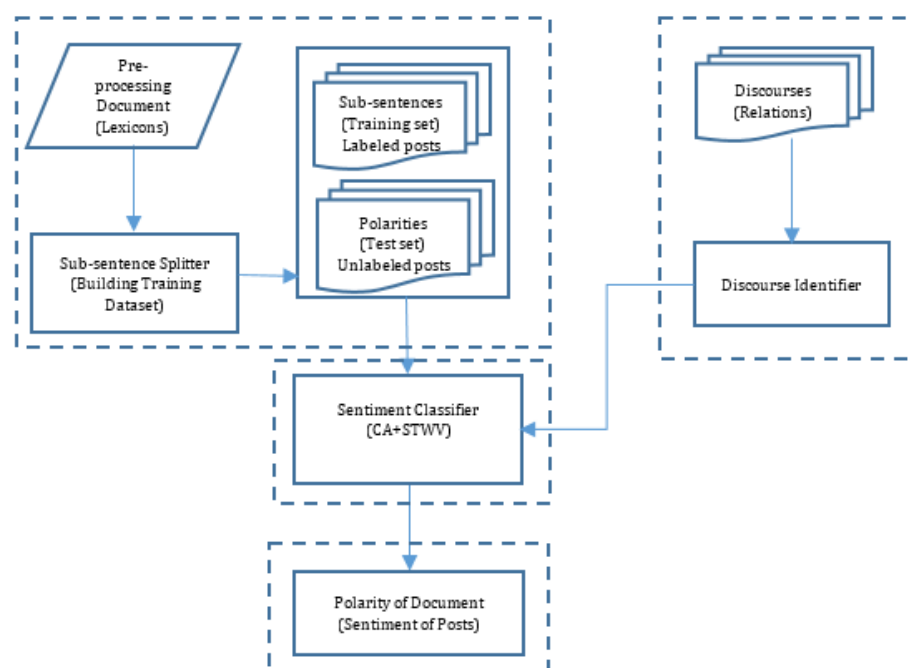 Pre-
processing
Document
(Lexicons)
Sub-sentences
(Training set)
Labeled posts
Polarities
(Test set)
Unlabeled posts
Sub-sentence Splitter
(Building Training
Dataset)
Discourses
(Relations)
Discourse Identifier
Sentiment Classifier
(CA+STWV)
Polarity of Document
(Sentiment of Posts)